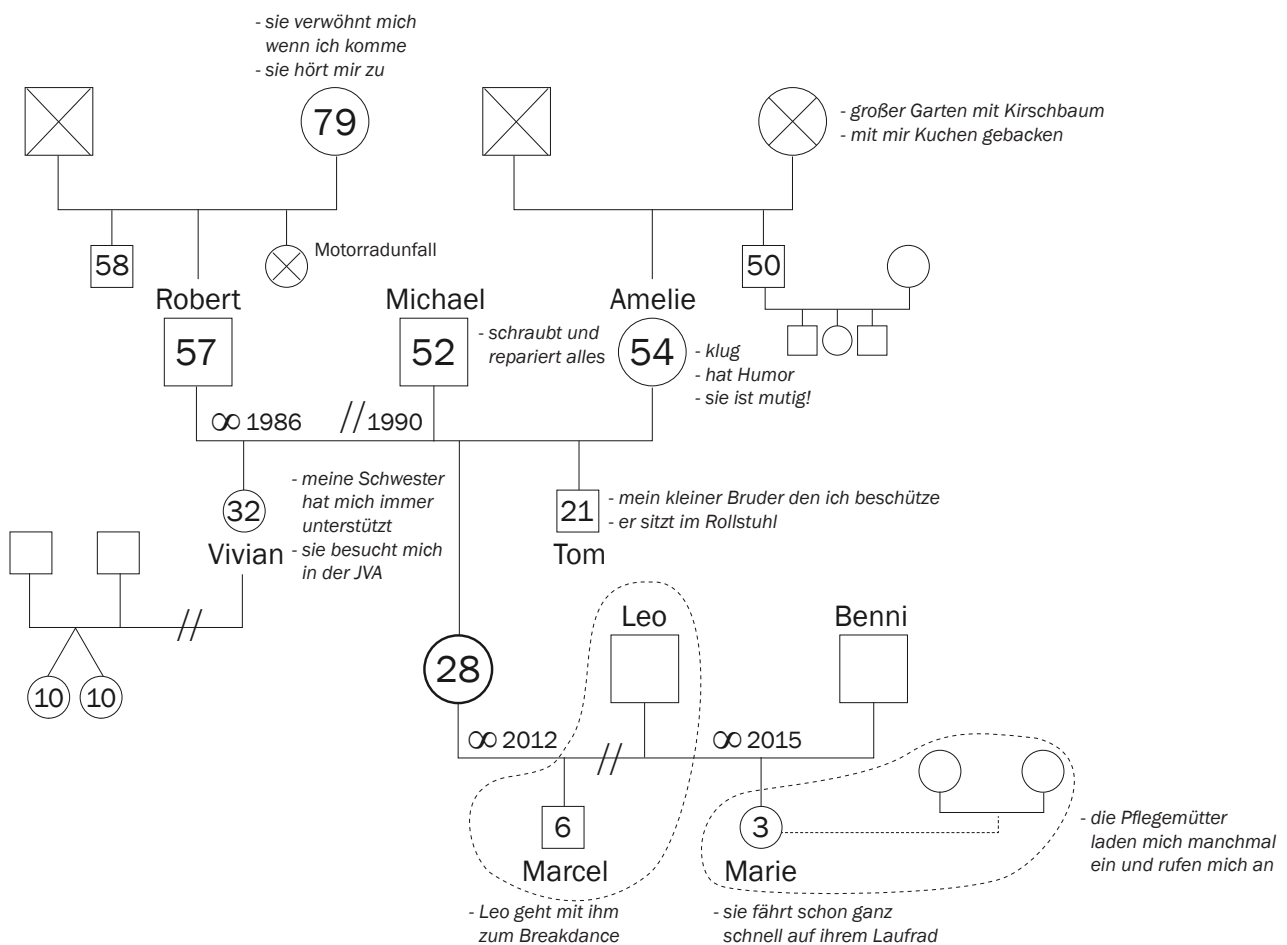 - sie verwöhnt mich
wenn ich komme
- sie hört mir zu
79
- großer Garten mit Kirschbaum
- mit mir Kuchen gebacken
58
Motorradunfall
50
Robert
Michael
Amelie
57
52
- schraubt und
repariert alles
54
- klug
- hat Humor
- sie ist mutig!
∞ 1986
// 1990
32
Vivian
- meine Schwester
hat mich immer
unterstützt
- sie besucht mich
in der JVA
21
Tom
- mein kleiner Bruder den ich beschütze
- er sitzt im Rollstuhl
//
10
10
28
Leo
Benni
∞ 2012
//
∞ 2015
6
Marcel
3
Marie
- die Pflegemütter
laden mich manchmal
ein und rufen mich an
- Leo geht mit ihm
zum Breakdance
- sie fährt schon ganz
schnell auf ihrem Laufrad